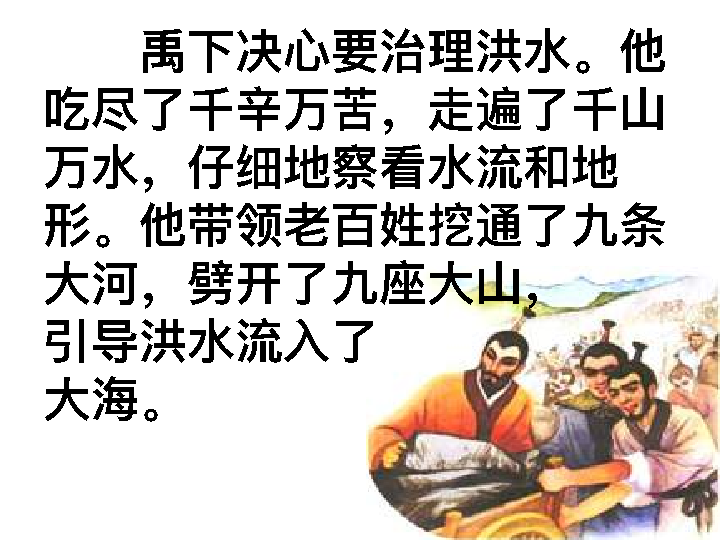 禹下决心要治理洪水。他
吃尽了千辛万苦，走遍了千山
万水，仔细地察看水流和地
形。他带领老百姓挖通了九条
大河，劈开了九座大山，
引导洪水流入了
大海。